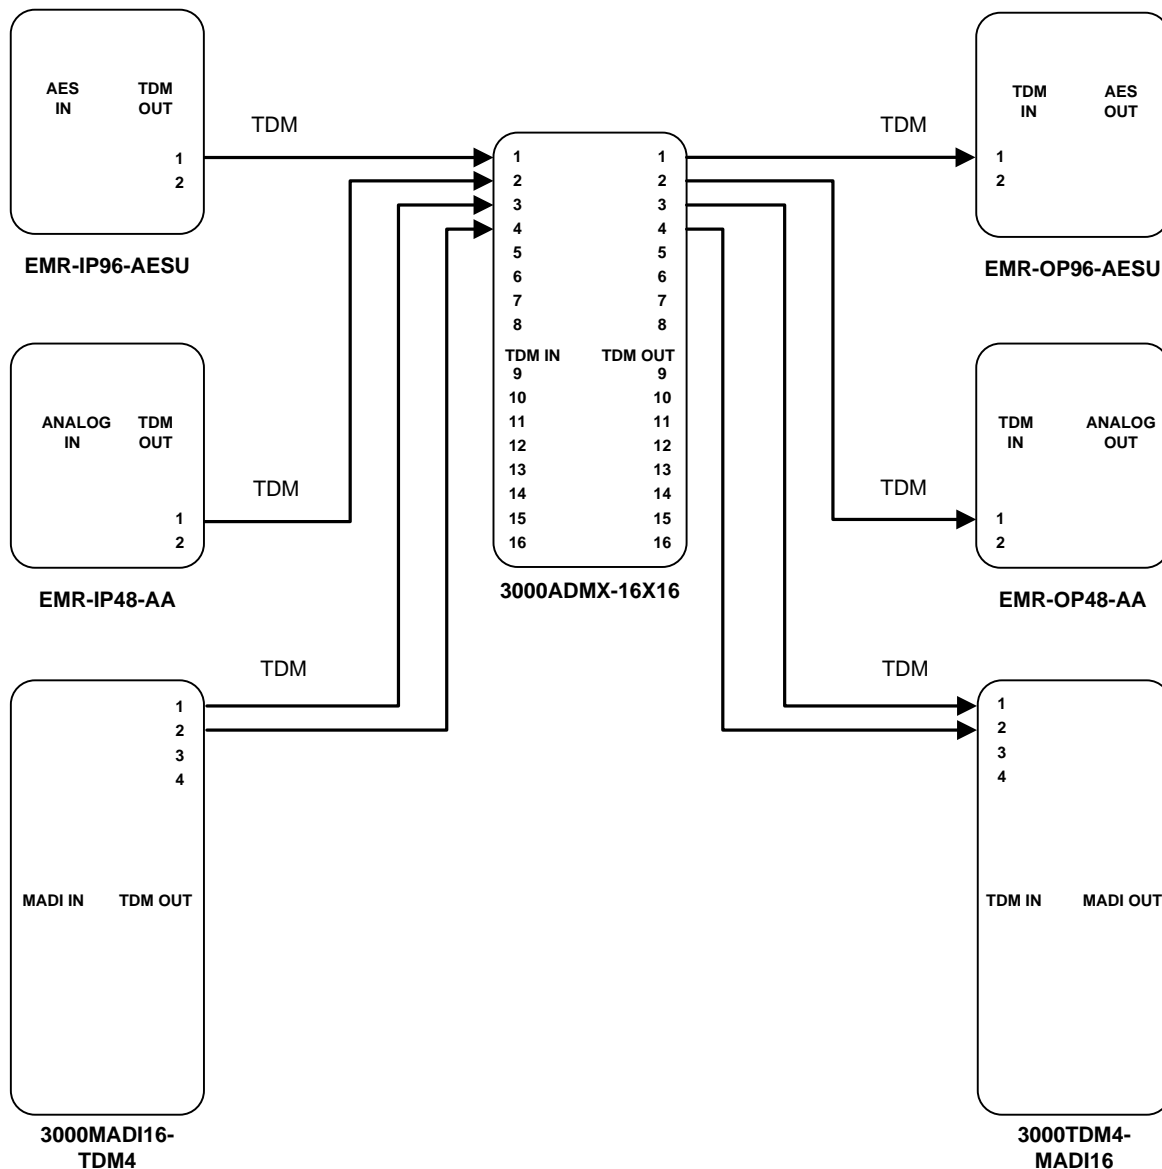 AES IN
TDM OUT
1
2
EMR-IP96-AESU
TDM
ANALOG IN
TDM OUT
1
2
EMR-IP48-AA
TDM
1
2
3
4
MADI IN
TDM OUT
3000MADI16-
TDM4
TDM
1 1
2 2
3 3
4 4
5 5
6 6
7 7
8 8
TDM IN TDM OUT
9 9
10 10
11 11
12 12
13 13
14 14
15 15
16 16
3000ADMX-16X16
TDM
TDM IN
AES OUT
1
2
EMR-OP96-AESU
TDM
TDM IN
ANALOG OUT
1
2
EMR-OP48-AA
TDM
1
2
3
4
TDM IN
MADI OUT
3000TDM4-
MADI16